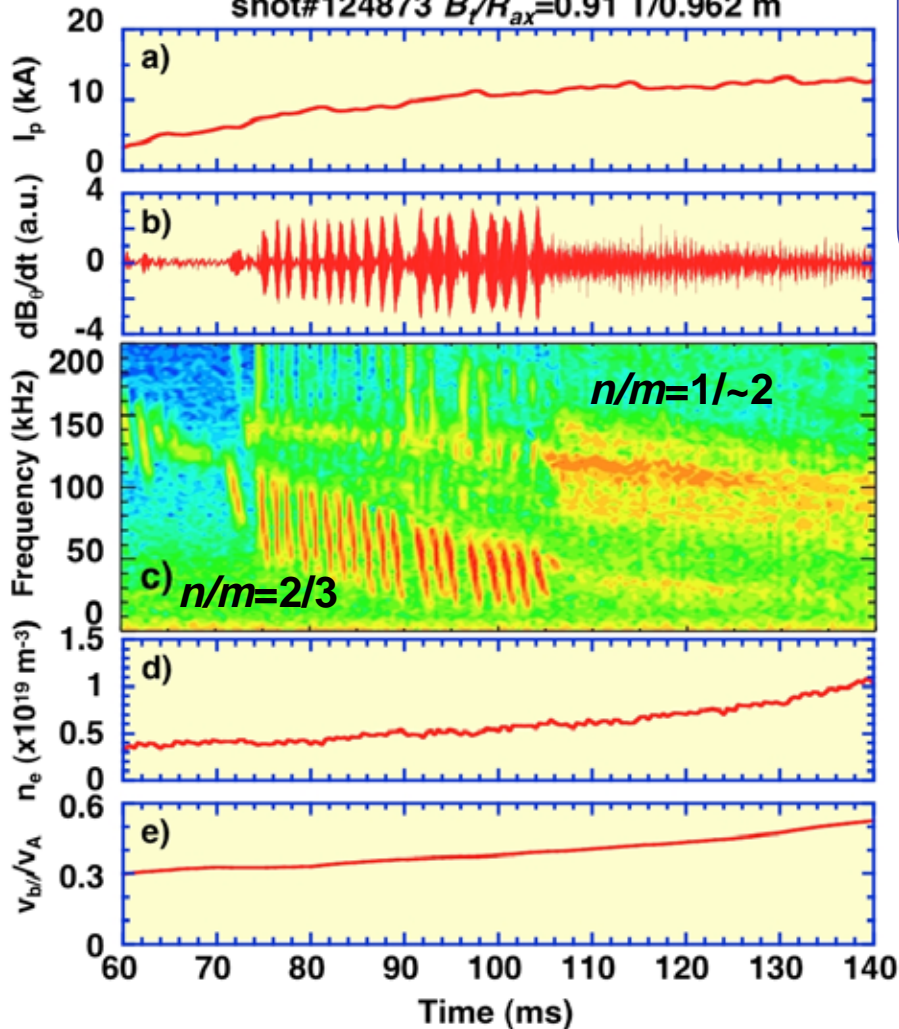 shot#124873 Bt/Rax=0.91 T/0.962 m
20
10
0
Ip (kA)
a)
4
0
-4
dBθ/dt (a.u.)
b)
200
150
100
50
0
Frequency (kHz)
n/m=1/~2
c) n/m=2/3
1.5
1
0.5
0
ne (x10^19 m^-3)
d)
0.6
0.3
0
vb///vA
e)
60 70 80 90 100 110 120 130 140
Time (ms)